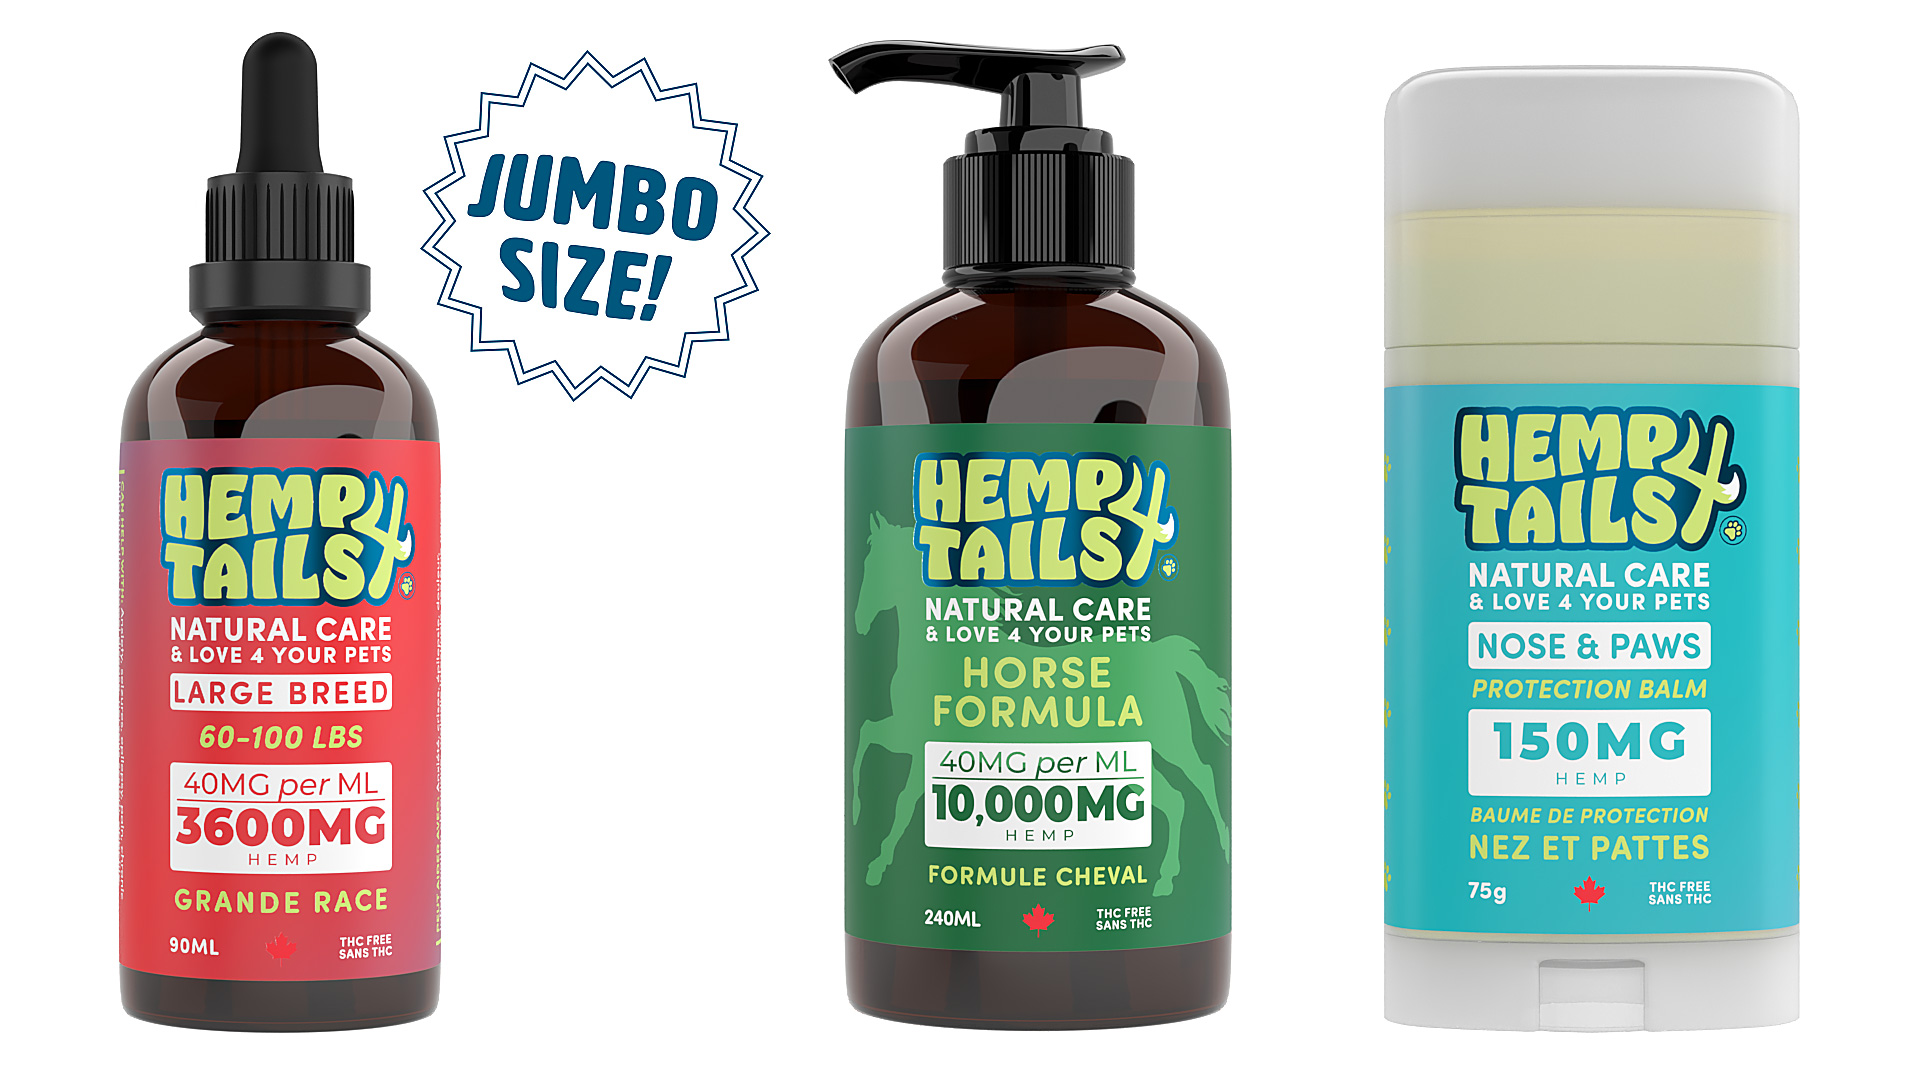 JUMBO
SIZE!
HEMP 4
TAILS
NATURAL CARE
& LOVE 4 YOUR PETS
LARGE BREED
60-100 LBS
40MG per ML
3600MG
HEMP
GRANDE RACE
90ML
THC FREE
SANS THC
HEMP 4
TAILS
NATURAL CARE
& LOVE 4 YOUR PETS
HORSE
FORMULA
40MG per ML
10,000MG
HEMP
FORMULE CHEVAL
240ML
THC FREE
SANS THC
HEMP 4
TAILS
NATURAL CARE
& LOVE 4 YOUR PETS
NOSE & PAWS
PROTECTION BALM
150MG
HEMP
BAUME DE PROTECTION
NEZ ET PATTES
75g
THC FREE
SANS THC